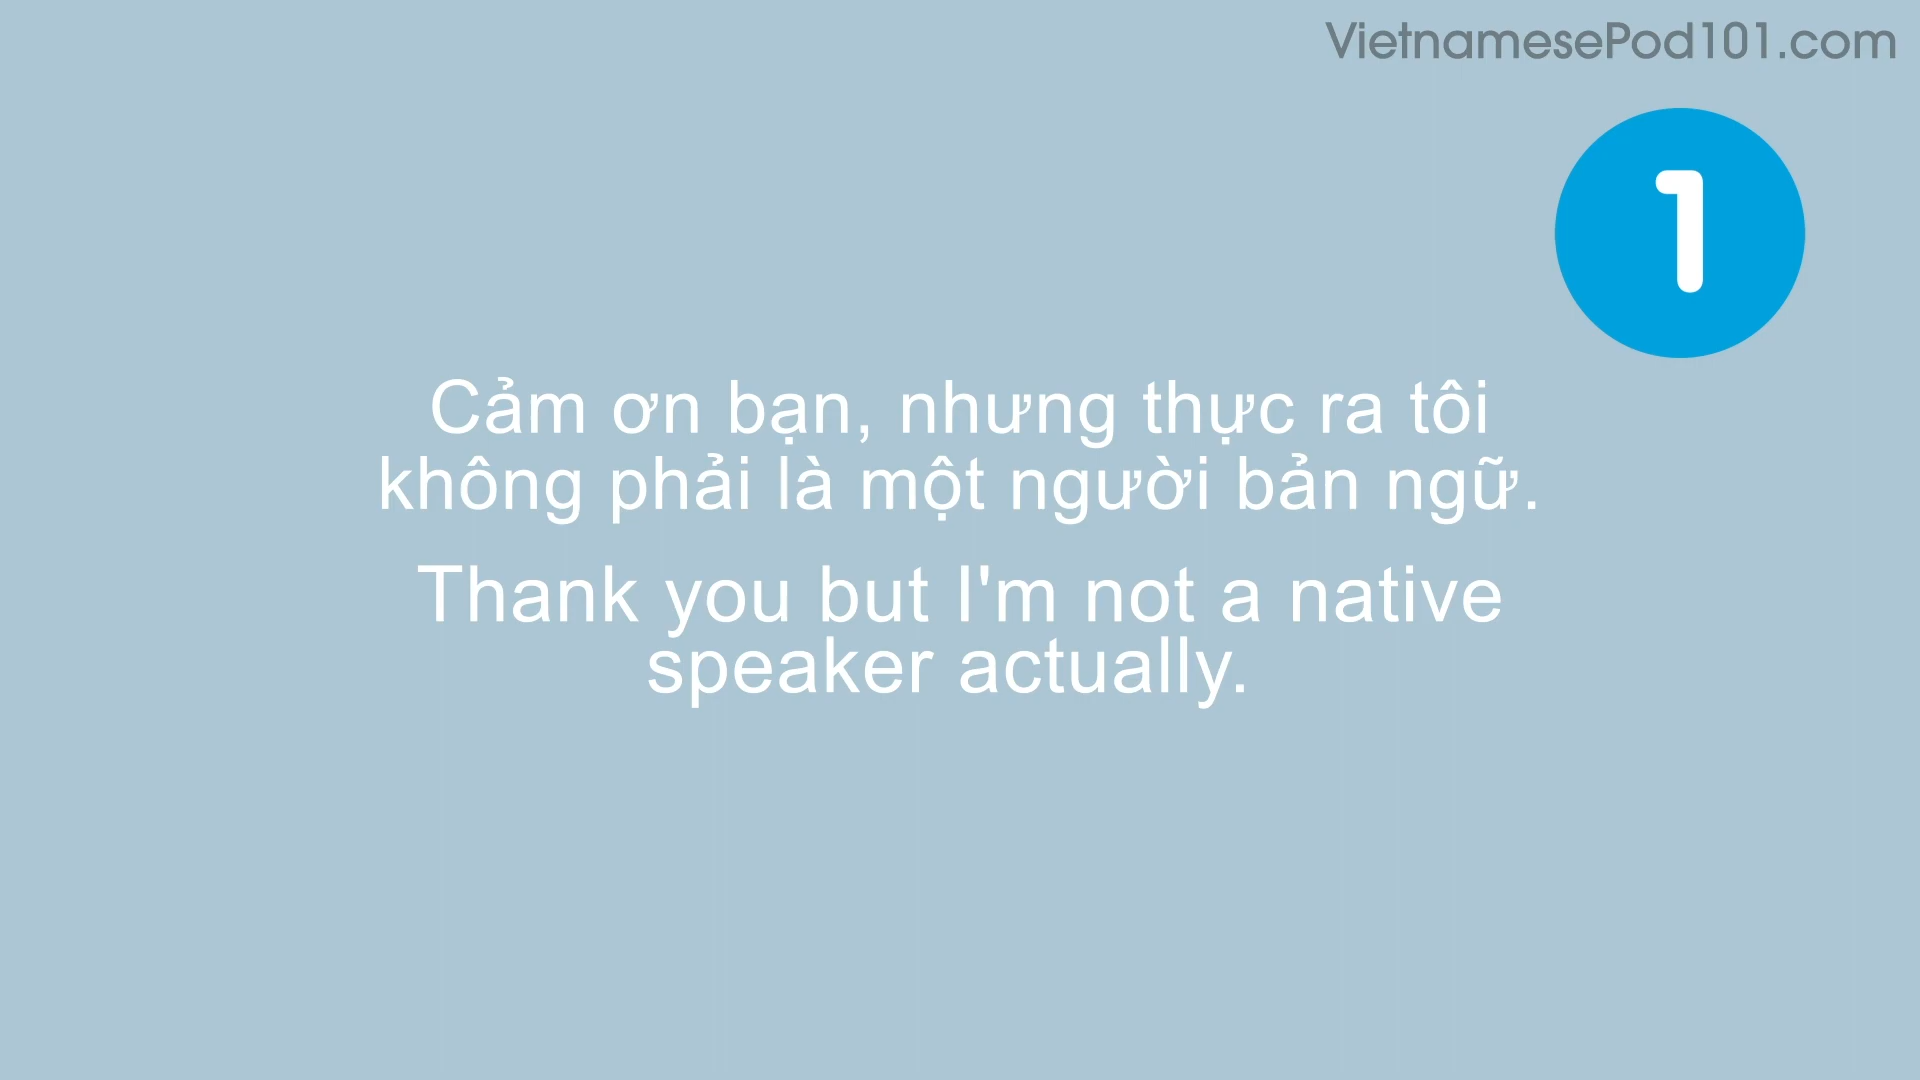 VietnamesePod101.com
1
Cảm ơn bạn, nhưng thực ra tôi
không phải là một người bản ngữ.
Thank you but I'm not a native
speaker actually.